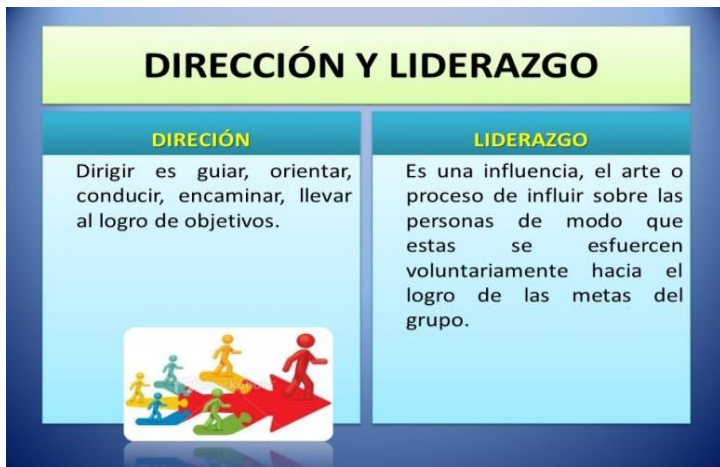 DIRECCIÓN Y LIDERAZGO
DIRECIÓN
Dirigir es guiar, orientar,
conducir, encaminar, llevar
al logro de objetivos.
LIDERAZGO
Es una influencia, el arte o
proceso de influir sobre las
personas de modo que
estas se esfuercen
voluntariamente hacia el
logro de las metas del
grupo.